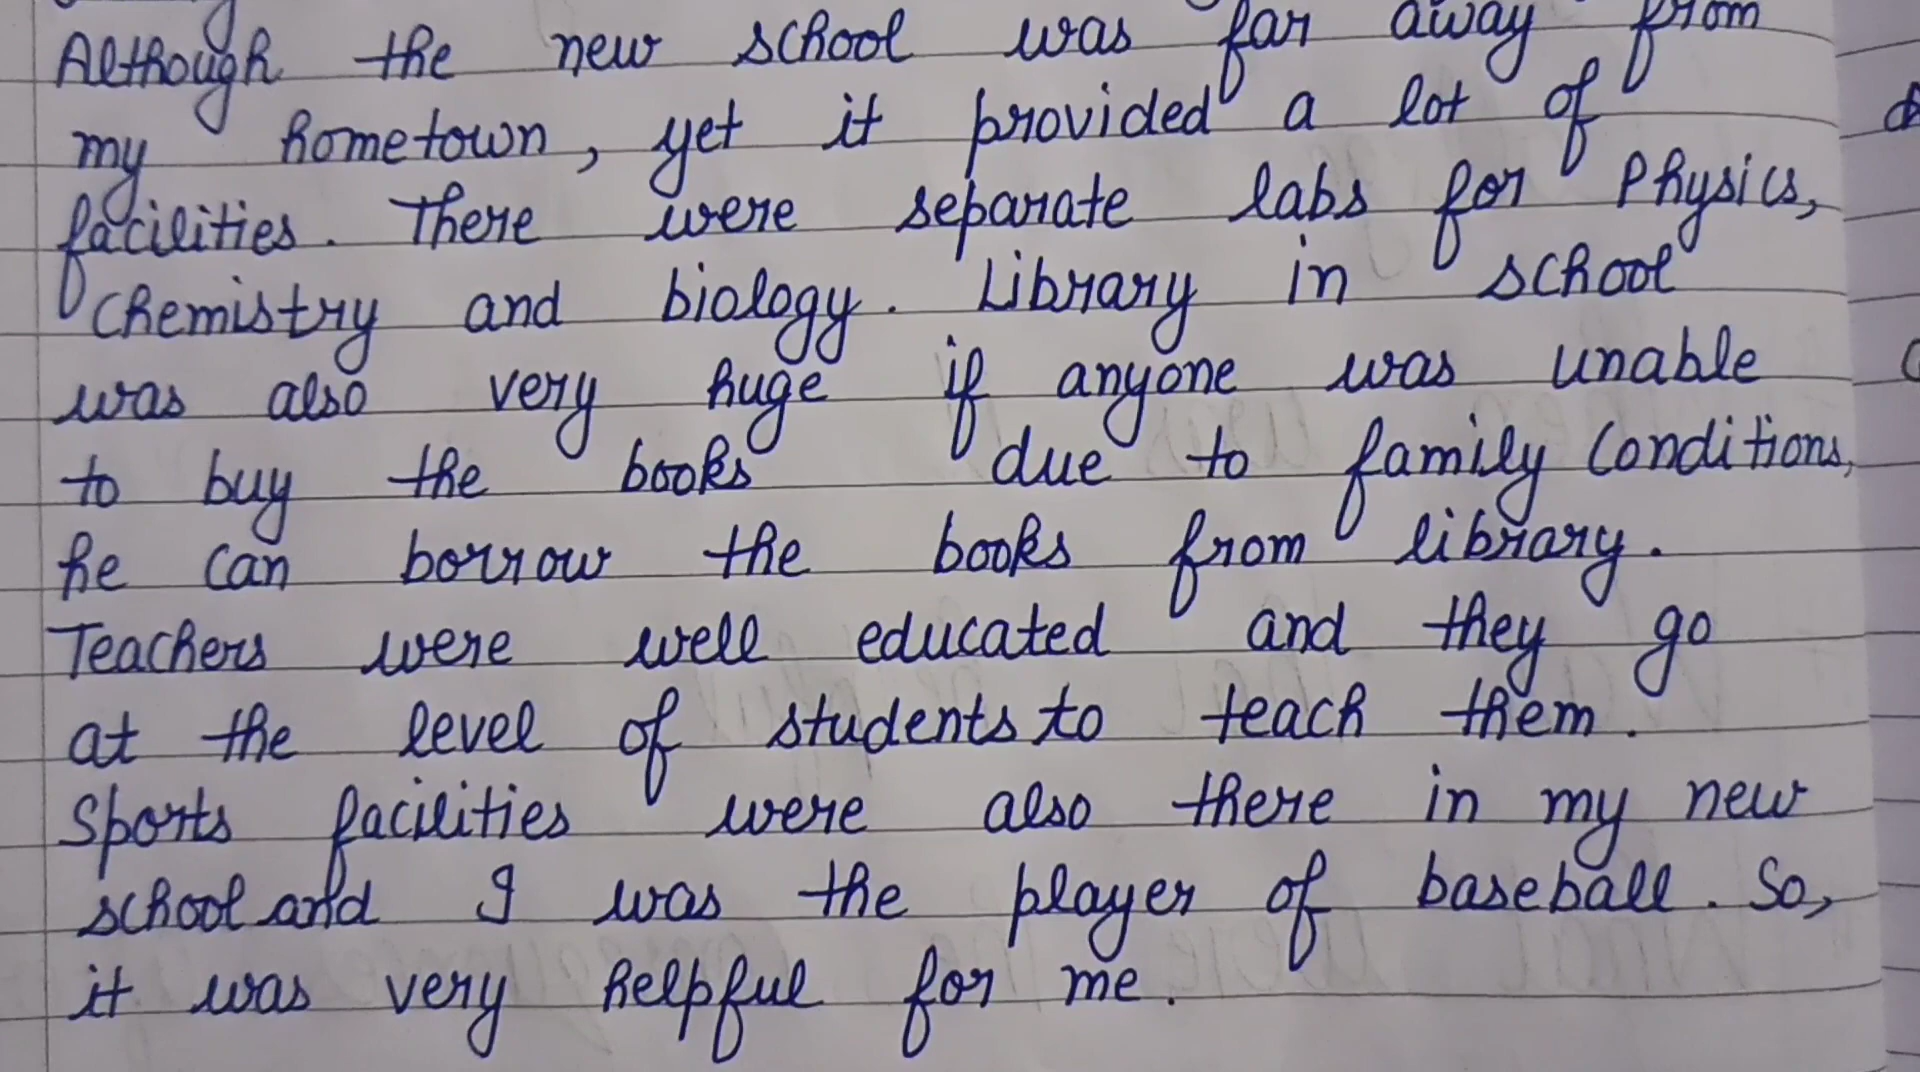 Although the new school was far away from
my hometown, yet it provided a lot of
facilities. There were separate labs for Physics,
chemistry and biology. Library in school
was also very huge if anyone was unable
to buy the books due to family conditions,
he can borrow the books from library.
Teachers were well educated and they go
at the level of students to teach them.
Sports facilities were also there in my new
school and I was the player of baseball. So,
it was very helpful for me.